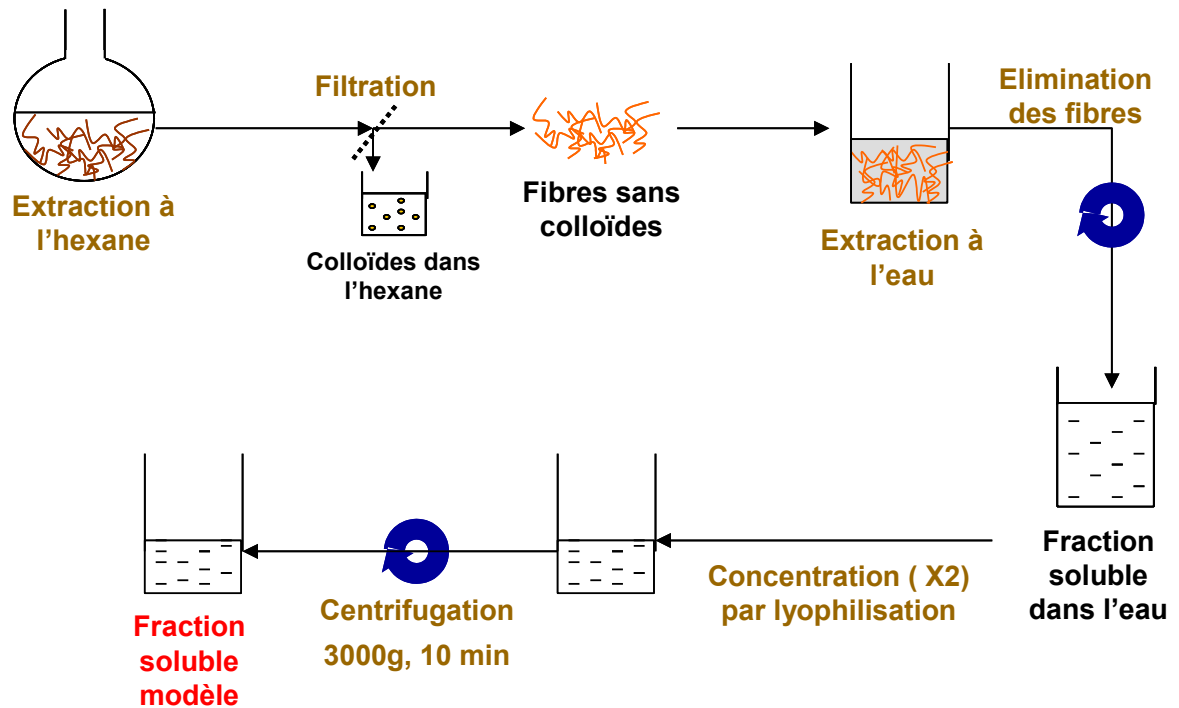 Filtration
Extraction à
l'hexane
Colloïdes dans
l'hexane
Fibres sans
colloïdes
Extraction à
l'eau
Elimination
des fibres
Fraction
soluble
dans l'eau
Concentration ( X2)
par lyophilisation
Centrifugation
3000g, 10 min
Fraction
soluble
modèle